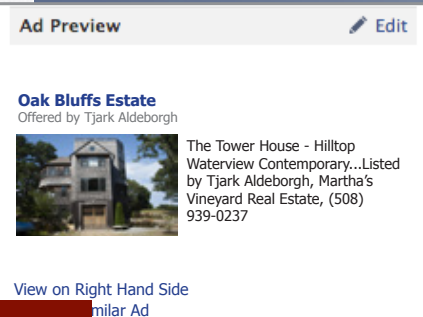 Ad Preview
Edit
Oak Bluffs Estate
Offered by Tjark Aldeborgh
The Tower House - Hilltop
Waterview Contemporary...Listed
by Tjark Aldeborgh, Martha’s
Vineyard Real Estate, (508)
939-0237
View on Right Hand Side
milar Ad